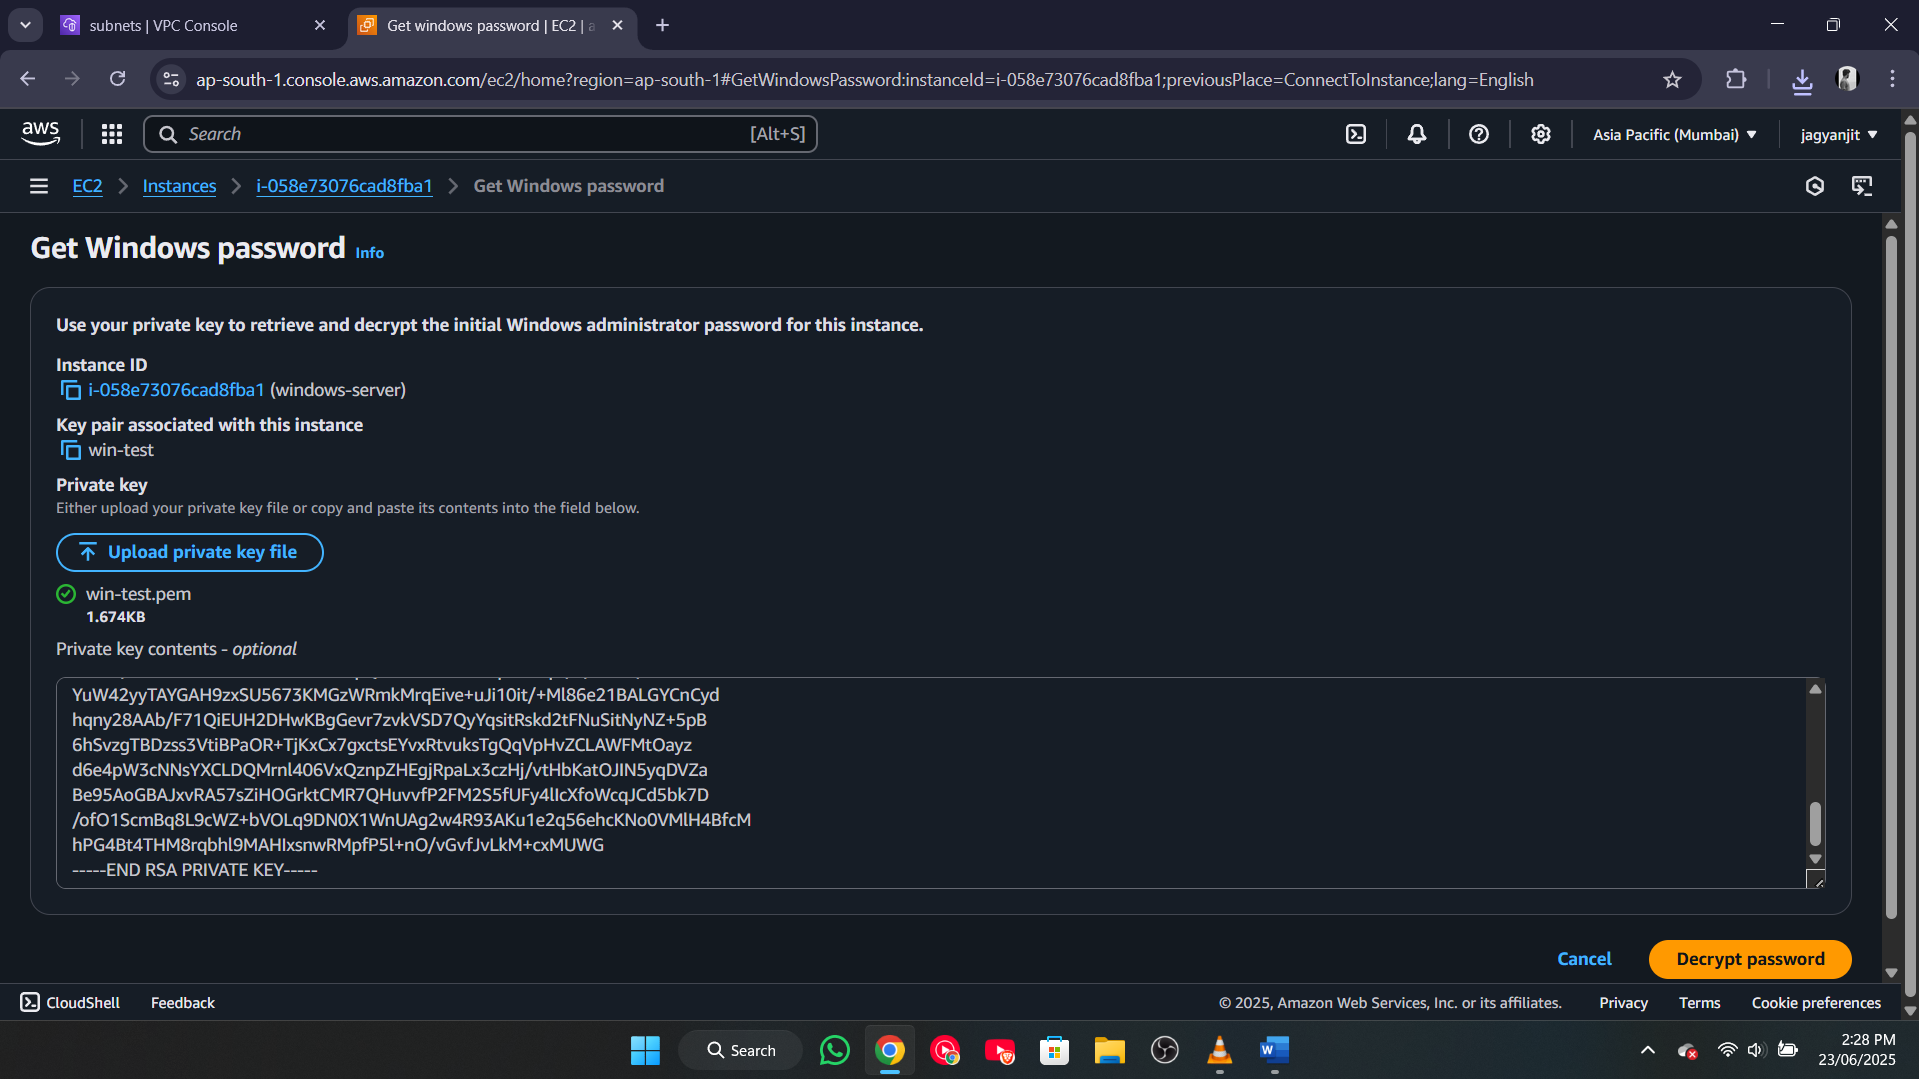 subnets | VPC Console
Get windows password | EC2 | a
ap-south-1.console.aws.amazon.com/ec2/home?region=ap-south-1#GetWindowsPassword:instanceId=i-058e73076cad8fba1;previousPlace=ConnectToInstance;lang=English
aws
Search
[Alt+S]
Asia Pacific (Mumbai)
jagyanjit
EC2
Instances
i-058e73076cad8fba1
Get Windows password
Get Windows password Info
Use your private key to retrieve and decrypt the initial Windows administrator password for this instance.
Instance ID
i-058e73076cad8fba1 (windows-server)
Key pair associated with this instance
win-test
Private key
Either upload your private key file or copy and paste its contents into the field below.
Upload private key file
win-test.pem
1.674KB
Private key contents - optional
YuW42yyTAYGAH9zxSU5673KMGzWRmkMrqEive+uJi10it/+Ml86e21BALGYCnCyd
hqny28AAb/F71QiEUH2DHwKBgGevr7zvkVSD7QyYqsitRskd2tFNuSitNyNZ+5pB
6hSvzgTBDzss3VtiBPaOR+TjKxCx7gxctsEYvxRtvuksTgQqVpHvZCLAWFMtOayz
d6e4pW3cNNsYXCLDQMrnl406VxQznpZHEgjRpaLx3czHj/vtHbKatOJIN5yqDVZa
Be95AoGBAJxvRA57sZiHOGrktCMR7QHuvvfP2FM2S5fUFy4lIcXfoWcqJCd5bk7D
/ofO1ScmBq8L9cWZ+bVOLq9DN0X1WnUAg2w4R93AKu1e2q56ehcKNo0VMlH4BfcM
hPG4Bt4THM8rqbhl9MAHIxsnwRMpfP5l+nO/vGvfJvLkM+cxMUWG
-----END RSA PRIVATE KEY-----
Cancel
Decrypt password
CloudShell
Feedback
© 2025, Amazon Web Services, Inc. or its affiliates.
Privacy
Terms
Cookie preferences
Search
2:28 PM
23/06/2025